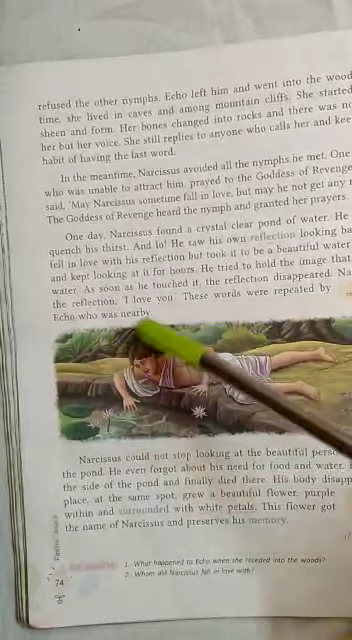 refused the other nymphs. Echo left him and went into the wood
time, she lived in caves and among mountain cliffs. She started
sheen and form. Her bones changed into rocks and there was no
her but her voice. She still replies to anyone who calls her and kee
habit of having the last word.
In the meantime, Narcissus avoided all the nymphs he met. One
who was unable to attract him, prayed to the Goddess of Revenge
said, 'May Narcissus sometime fall in love, but may he not get any
The Goddess of Revenge heard the nymph and granted her prayers.
One day, Narcissus found a crystal clear pond of water. He
quench his thirst. And lo! He saw his own reflection looking ba
fell in love with his reflection but took it to be a beautiful water
and kept looking at it for hours. He tried to hold the image that
water. As soon as he touched it, the reflection disappeared. Na
the reflection, 'I love you.' These words were repeated by
Echo who was nearby.
Narcissus could not stop looking at the beautiful pers
the pond. He even forgot about his need for food and water.
the side of the pond and finally died there. His body disapp
place, at the same spot, grew a beautiful flower, purple
within and surrounded with white petals. This flower got
the name of Narcissus and preserves his memory.
1. What happened to Echo when she receded into the woods?
2. Whom did Narcissus fall in love with?
74